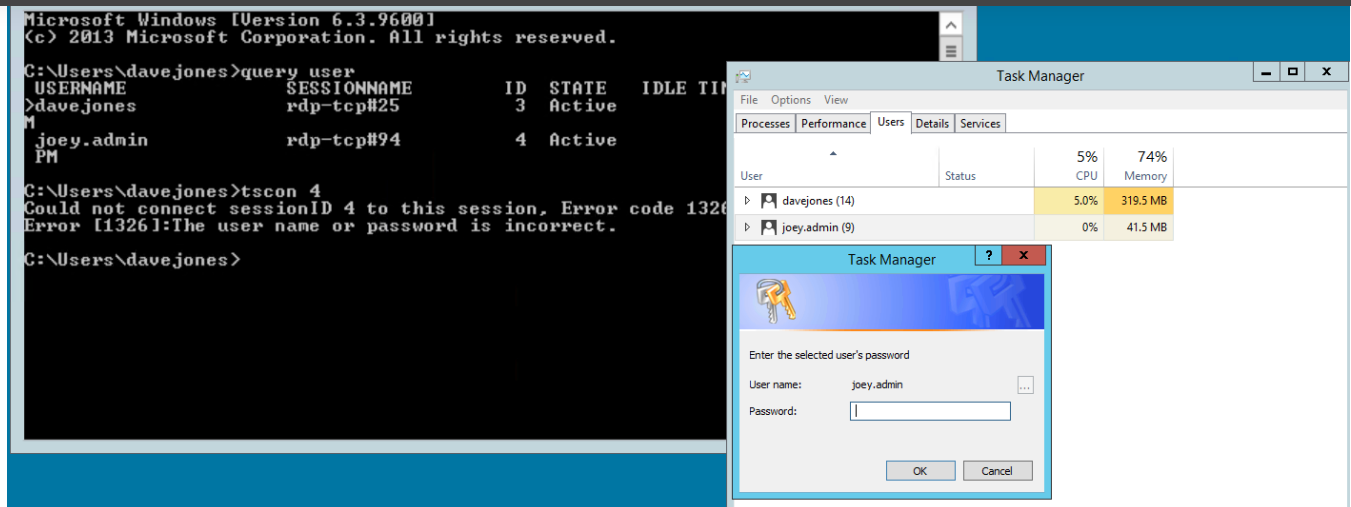 Microsoft Windows [Version 6.3.9600]
(c) 2013 Microsoft Corporation. All rights reserved.
C:\Users\davejones>query user
USERNAME SESSIONNAME ID STATE IDLE TI
>davejones rdp-tcp#25 3 Active
M
joey.admin rdp-tcp#94 4 Active
PM
C:\Users\davejones>tscon 4
Could not connect sessionID 4 to this session, Error code 1326
Error [1326]:The user name or password is incorrect.
C:\Users\davejones>
Task Manager
File Options View
Processes Performance Users Details Services
5% 74%
User Status CPU Memory
davejones (14) 5.0% 319.5 MB
joey.admin (9) 0% 41.5 MB
Task Manager
Enter the selected user's password
User name: joey.admin ...
Password:
OK Cancel